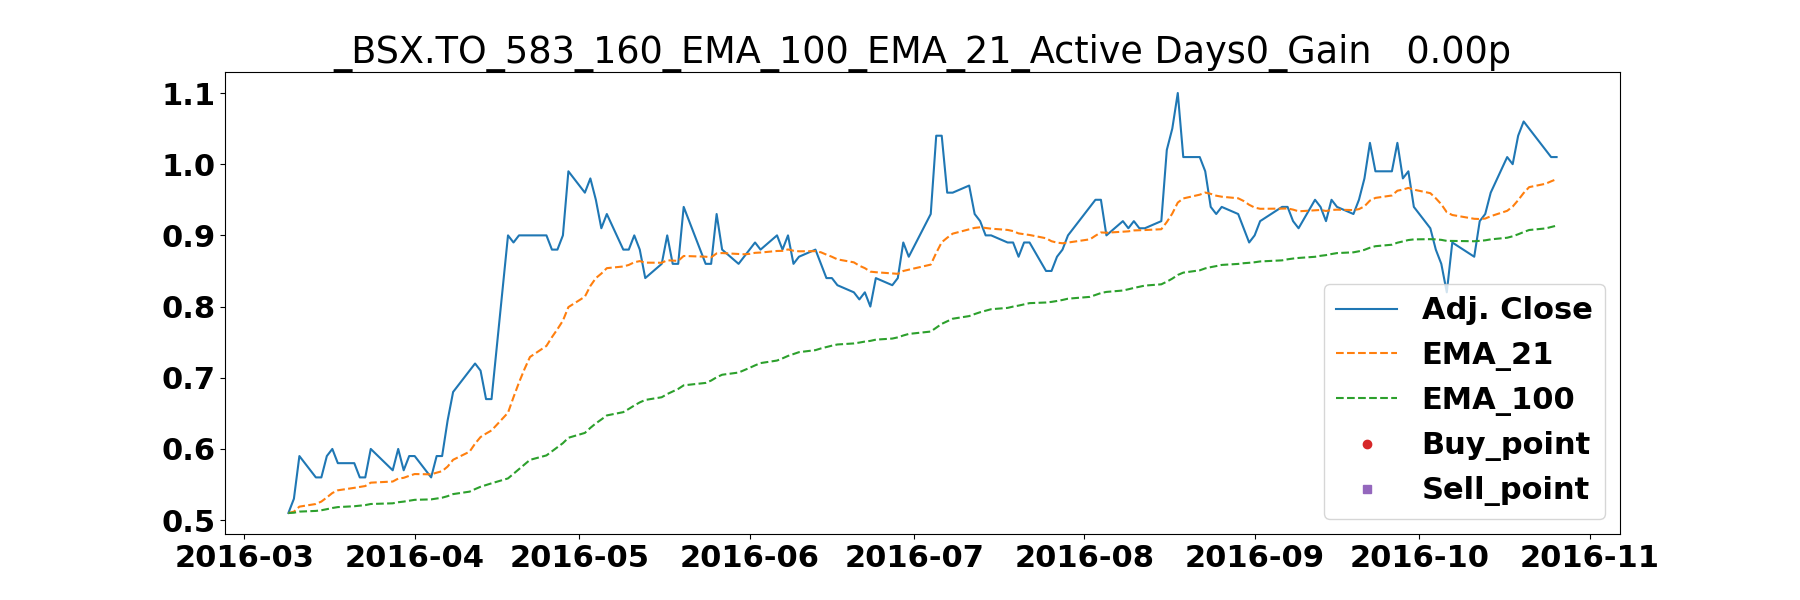 _BSX.TO_583_160_EMA_100_EMA_21_Active Days0_Gain   0.00p
1.1
1.0
0.9
0.8
0.7
0.6
0.5
Adj. Close
EMA_21
EMA_100
Buy_point
Sell_point
2016-03 2016-04 2016-05 2016-06 2016-07 2016-08 2016-09 2016-10 2016-11